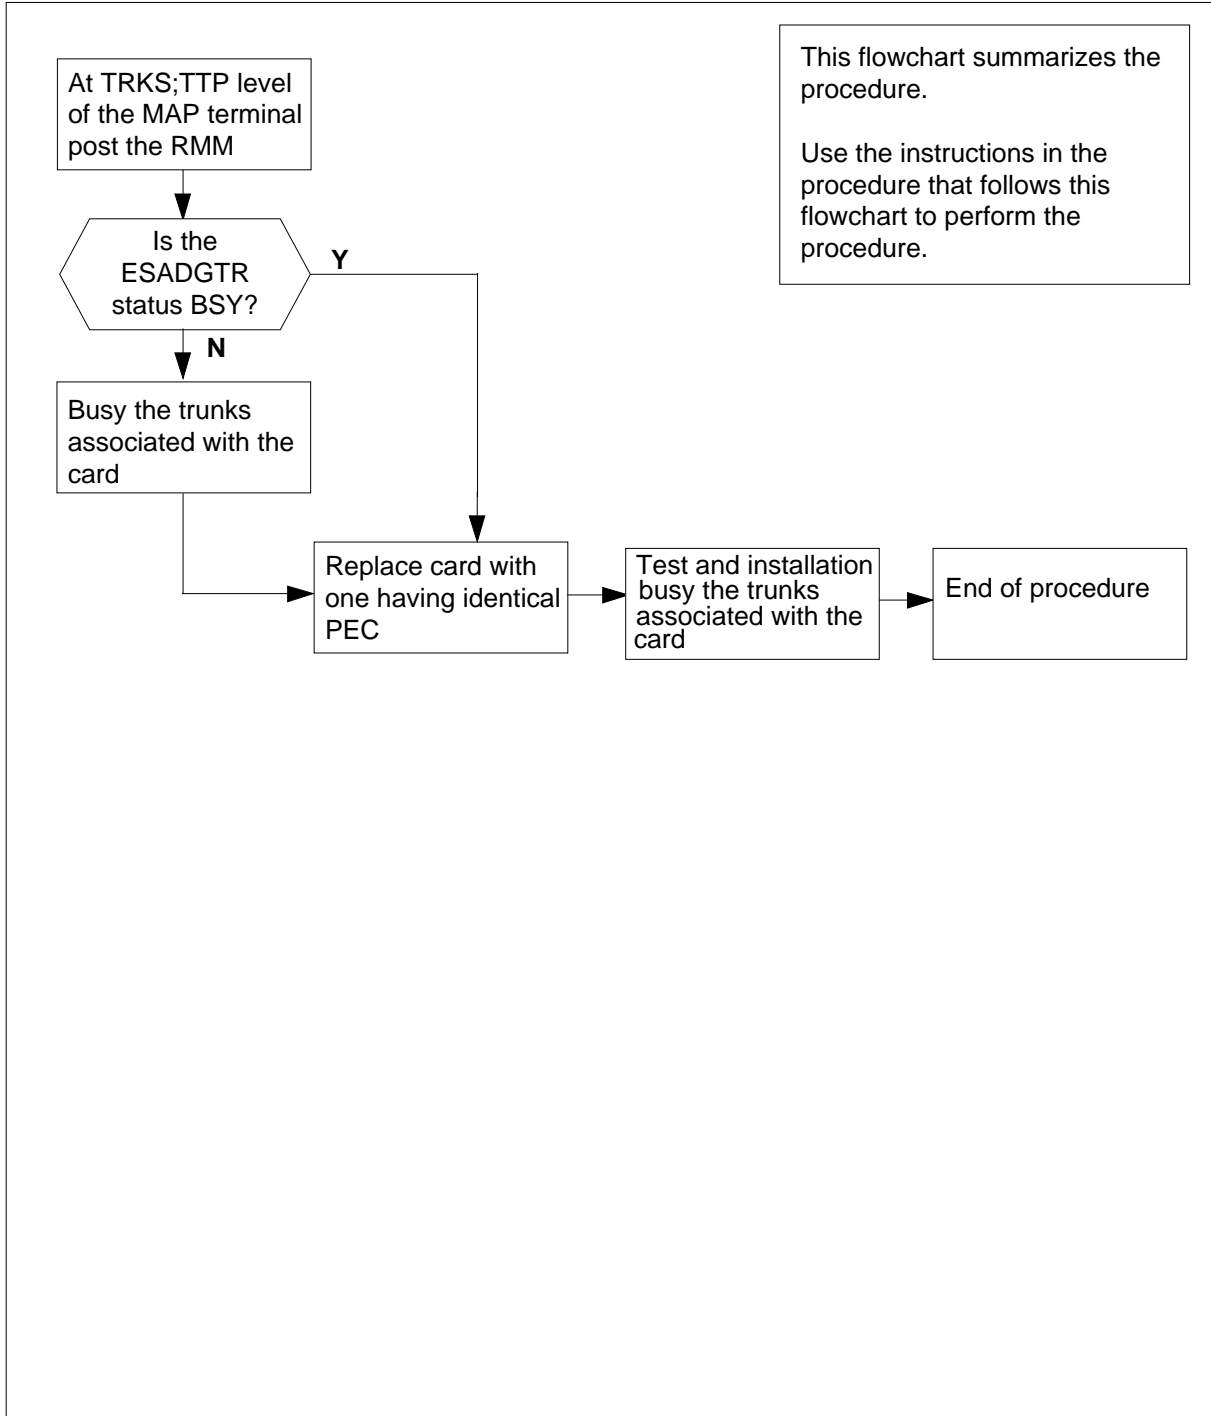 At TRKS;TTP level
of the MAP terminal
post the RMM
This flowchart summarizes the
procedure.
Use the instructions in the
procedure that follows this
flowchart to perform the
procedure.
Is the
ESADGTR
status BSY?
Y
N
Busy the trunks
associated with the
card
Replace card with
one having identical
PEC
Test and installation
busy the trunks
associated with the
card
End of procedure